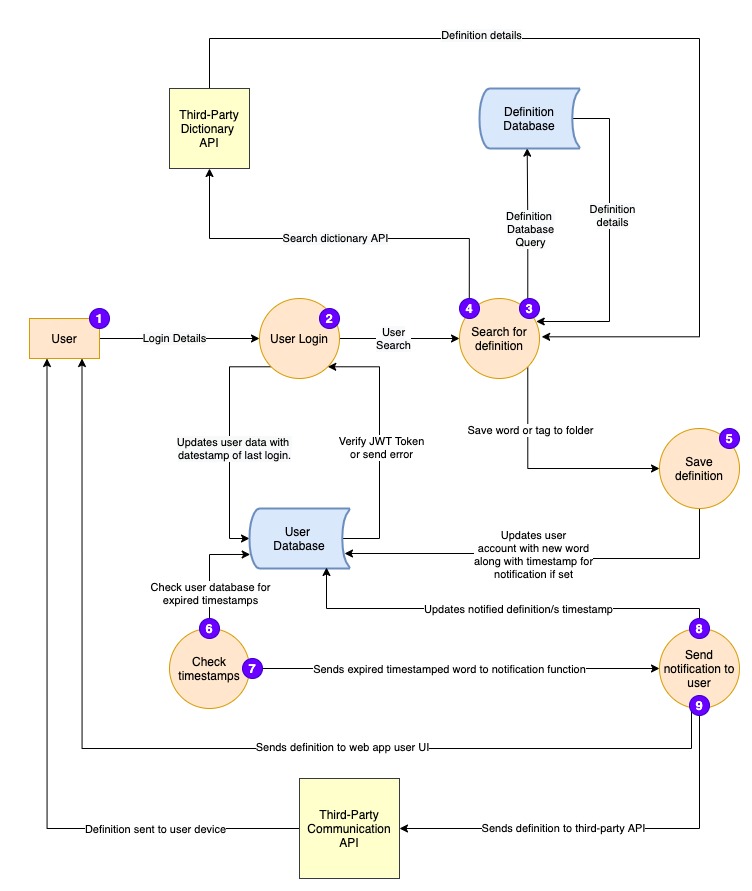 Definition details
Third-Party
Dictionary
API
Definition
Database
Definition
Database
Query
Definition
details
Search dictionary API
1
User
Login Details
2
User Login
User
Search
4
3
Search for
definition
Updates user data with
datestamp of last login.
Verify JWT Token
or send error
Save word or tag to folder
5
Save
definition
User
Database
Updates user
account with new word
along with timestamp for
notification if set
Check user database for
expired timestamps
Updates notified definition/s timestamp
6
Check
timestamps
7
Sends expired timestamped word to notification function
8
Send
notification to
user
9
Sends definition to web app user UI
Third-Party
Communication
API
Definition sent to user device
Sends definition to third-party API